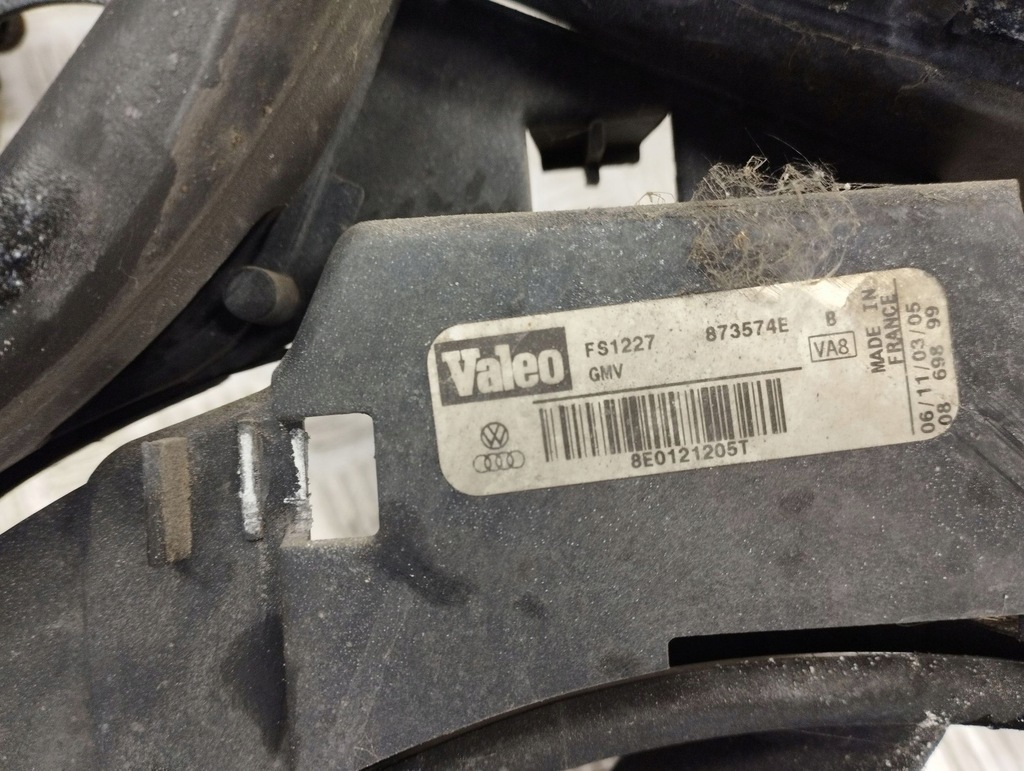 Valeo
FS1227 873574E B
GMV
VA8
MADE IN
FRANCE
8E0121205T
06/11/03/05
08 698 99